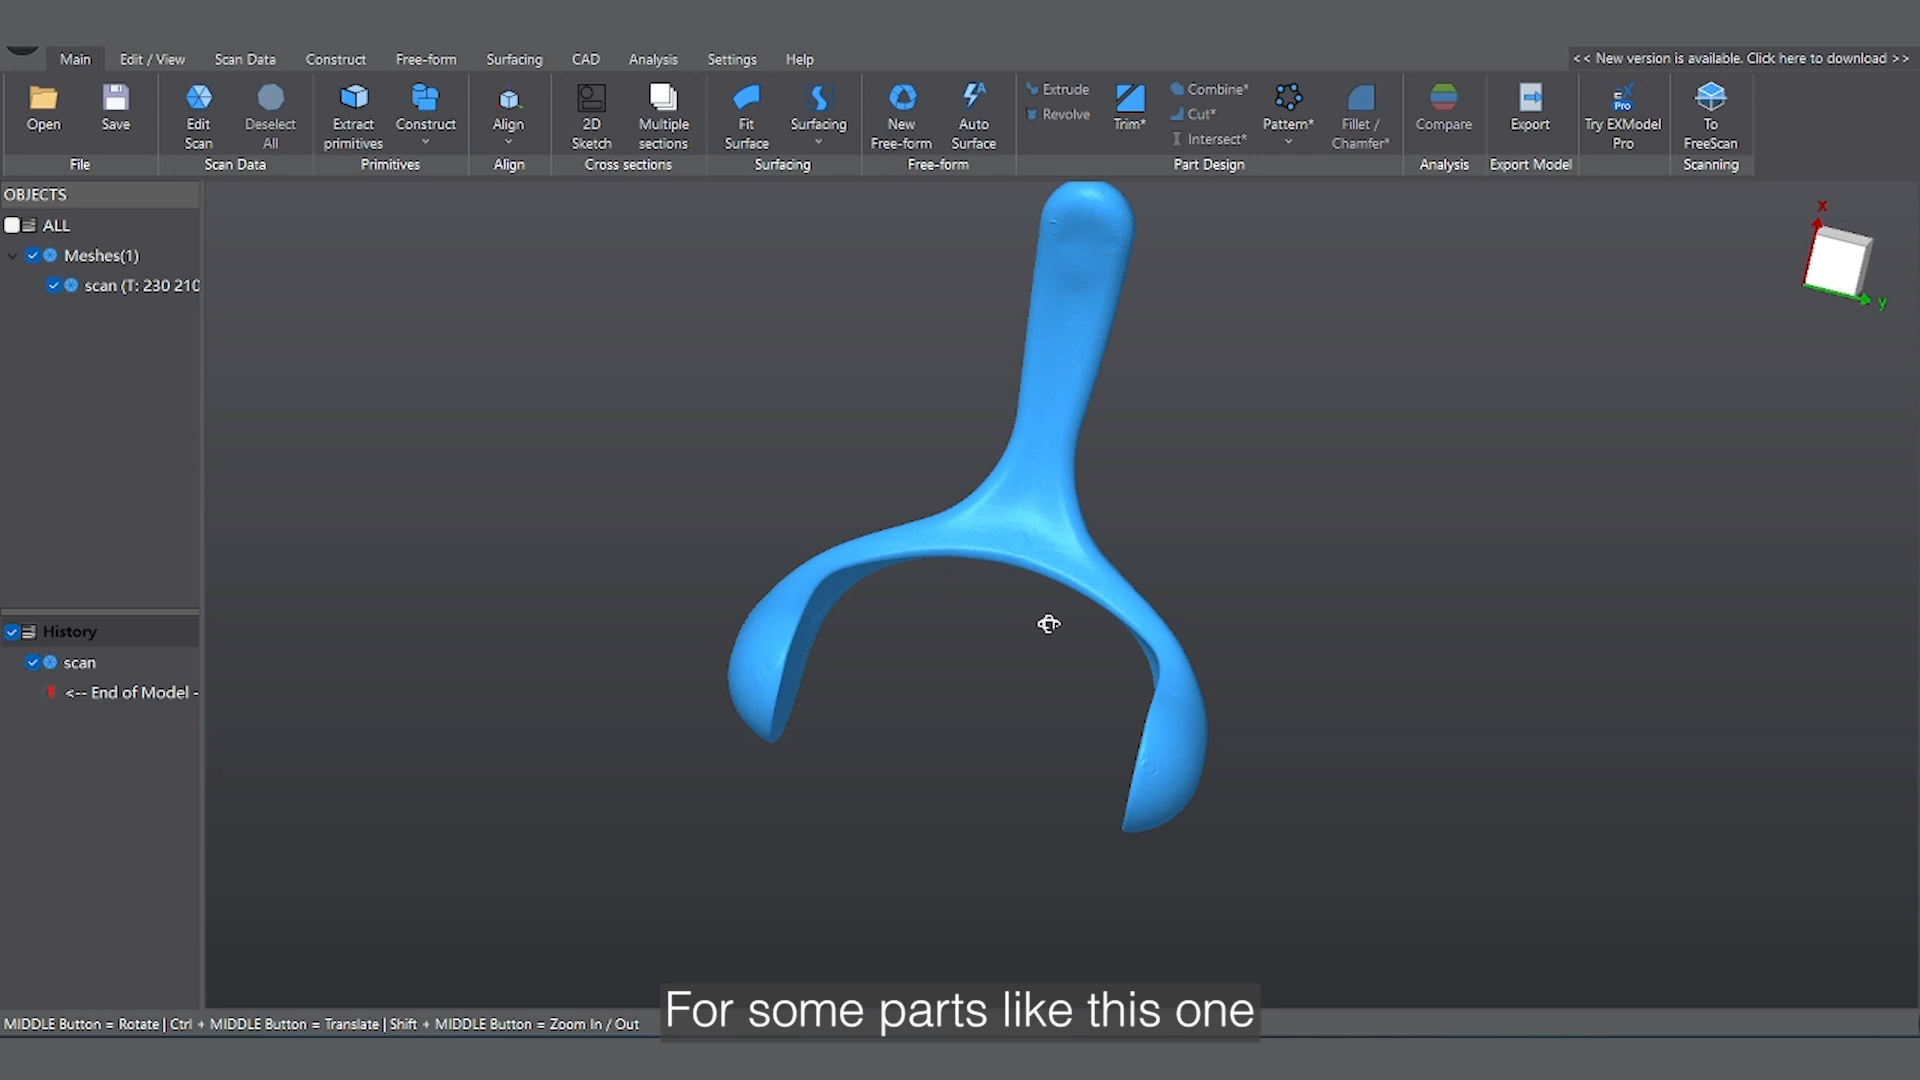 Main Edit / View Scan Data Construct Free-form Surfacing CAD Analysis Settings Help
<< New version is available. Click here to download >>
Open Save Edit Scan Deselect All Extract primitives Construct Align 2D Sketch Multiple sections Fit Surface Surfacing New Free-form Auto Surface
Extrude
Revolve
Trim*
Combine*
Cut*
Intersect*
Pattern* Fillet / Chamfer* Compare Export Try EXModel Pro To FreeScan
File Scan Data Primitives Align Cross sections Surfacing Free-form Part Design Analysis Export Model Scanning
OBJECTS
ALL
Meshes(1)
scan (T: 230 210
x
y
History
scan
<-- End of Model -
For some parts like this one
MIDDLE Button = Rotate | Ctrl + MIDDLE Button = Translate | Shift + MIDDLE Button = Zoom In / Out